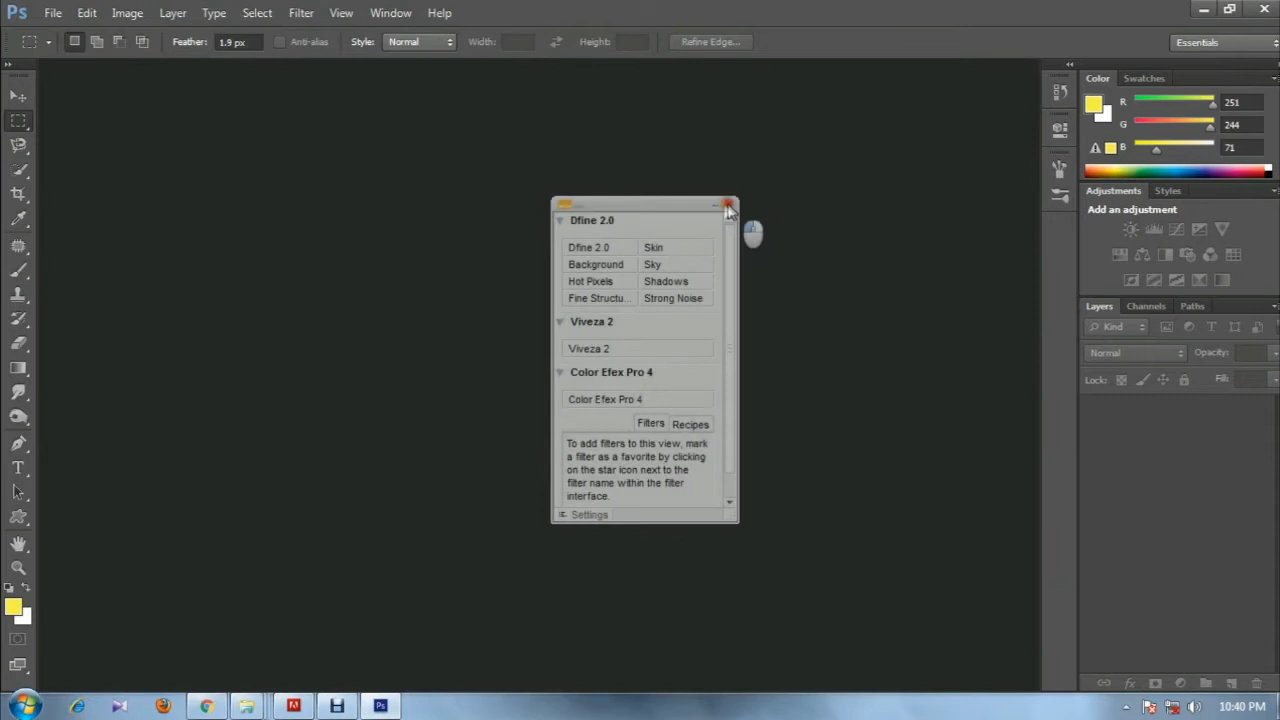 Ps File Edit Image Layer Type Select Filter View Window Help
Feather: 1.9 px Anti-alias Style: Normal Width: Height: Refine Edge... Essentials
Color Swatches
R 251
G 244
B 71
Adjustments Styles
Add an adjustment
Layers Channels Paths
Kind
Normal Opacity:
Lock: Fill:
Dfine 2.0
Dfine 2.0 Skin
Background Sky
Hot Pixels Shadows
Fine Structu... Strong Noise
Viveza 2
Viveza 2
Color Efex Pro 4
Color Efex Pro 4
Filters Recipes
To add filters to this view, mark
a filter as a favorite by clicking
on the star icon next to the
filter name within the filter
interface.
Settings
Ps
10:40 PM